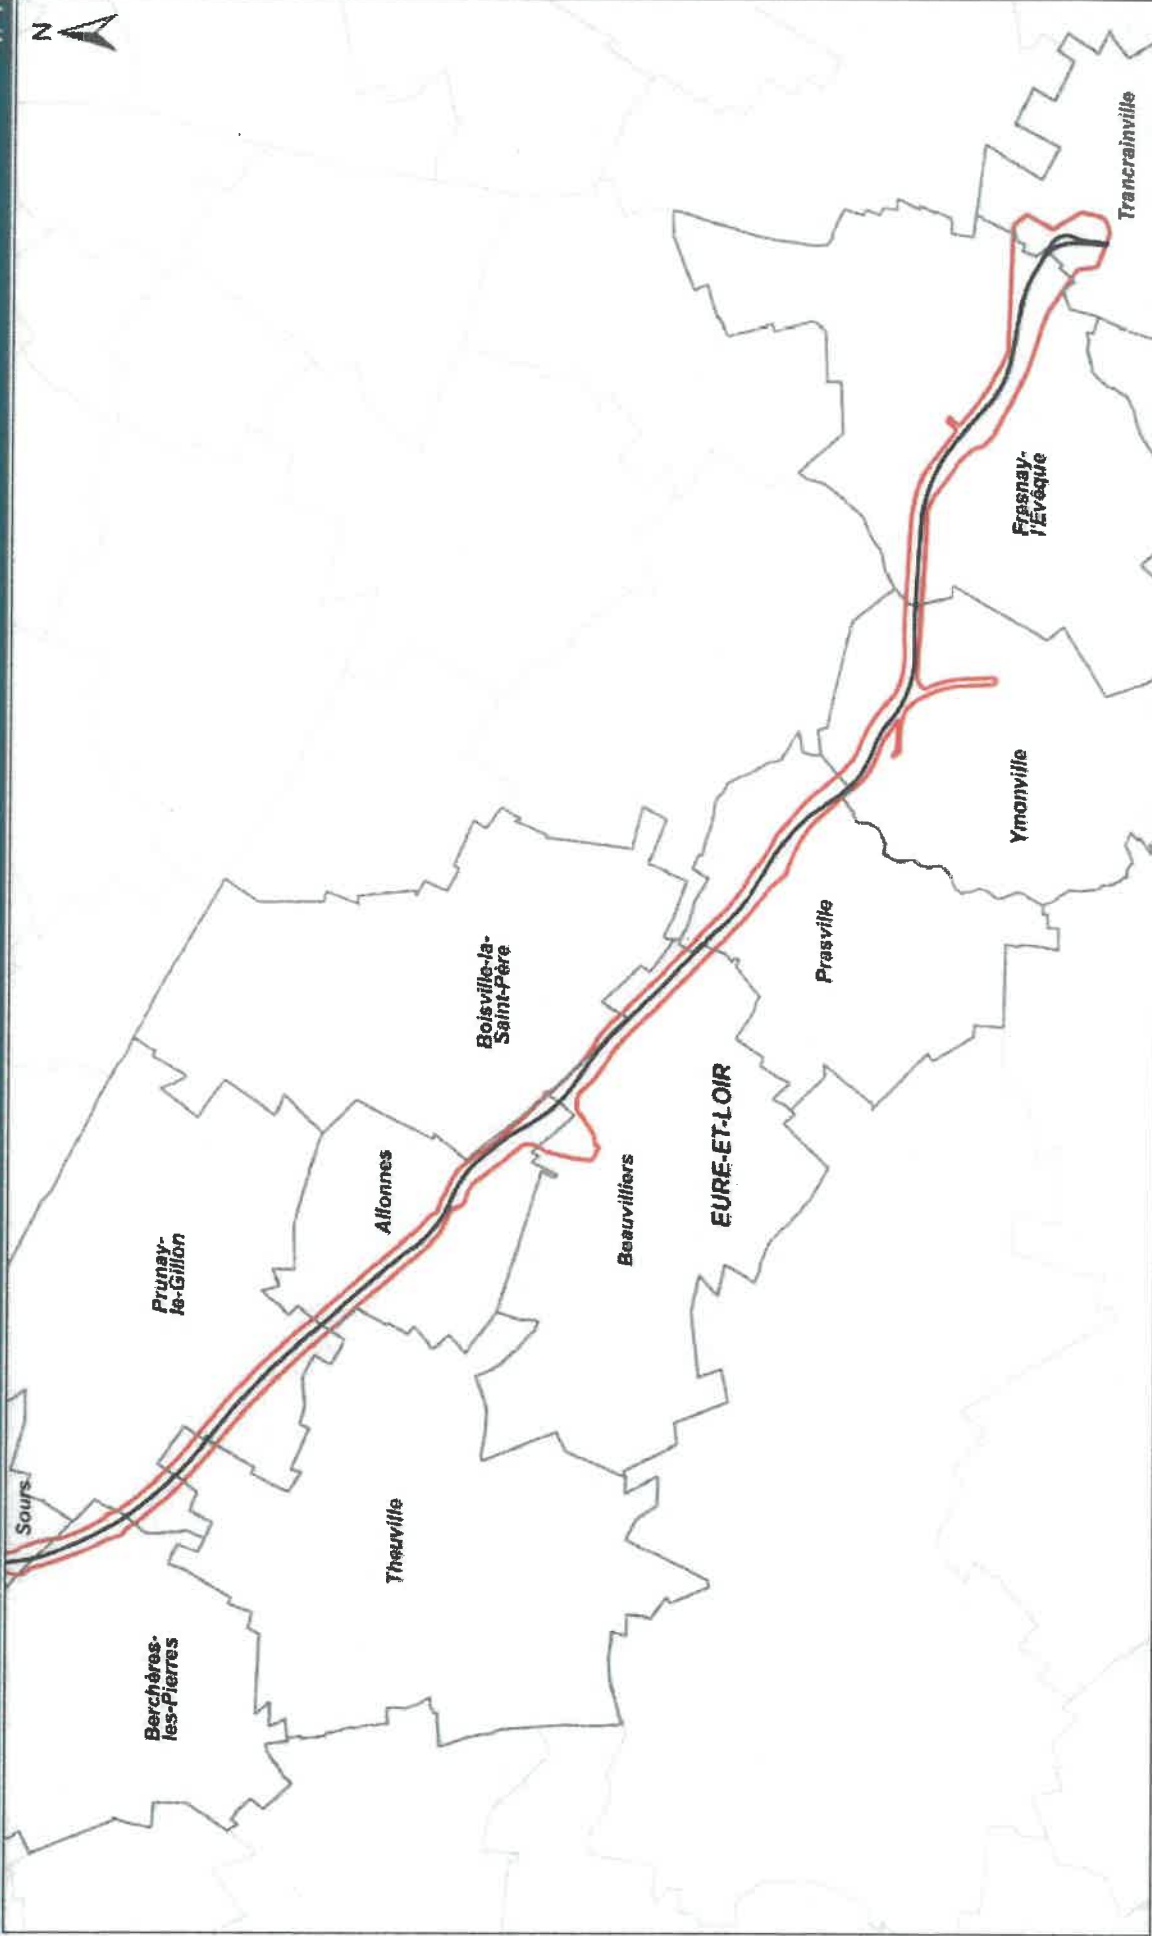 N
Sours
Berchères-
les-Pierres
Prunay-
le-Gillon
Theuville
Allonnes
Boisville-la-
Saint-Père
Beauvilliers
EURE-ET-LOIR
Prasville
Ymonville
Fresnay-
l'Évêque
Trancrainville